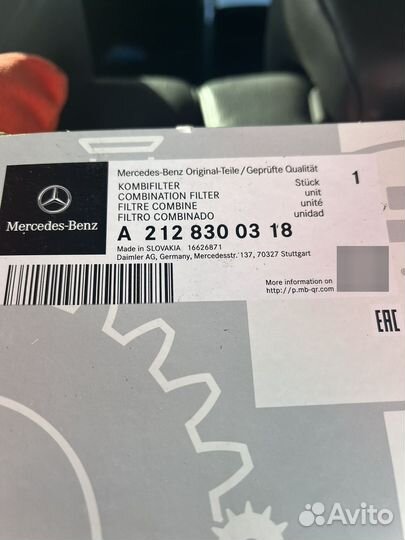 Mercedes-Benz Original-Teile/Geprüfte Qualität
KOMBIFILTER Stück 1
COMBINATION FILTER unit
FILTRE COMBINE unité
FILTRO COMBINADO unidad
Mercedes-Benz
A 212 830 03 18
Made in SLOVAKIA 16626871
Daimler AG, Germany, Mercedesstr. 137, 70327 Stuttgart
More information on
http://p.mb-qr.com
EAC
Avito